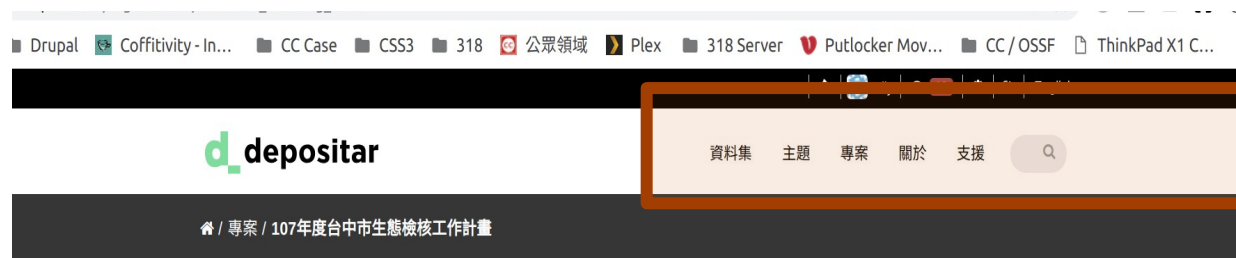 Drupal Coffitivity - In... CC Case CSS3 318 公眾領域 Plex 318 Server Putlocker Mov... CC / OSSF ThinkPad X1 C...
d_ depositar 資料集 主題 專案 關於 支援
/ 專案 / 107年度台中市生態檢核工作計畫